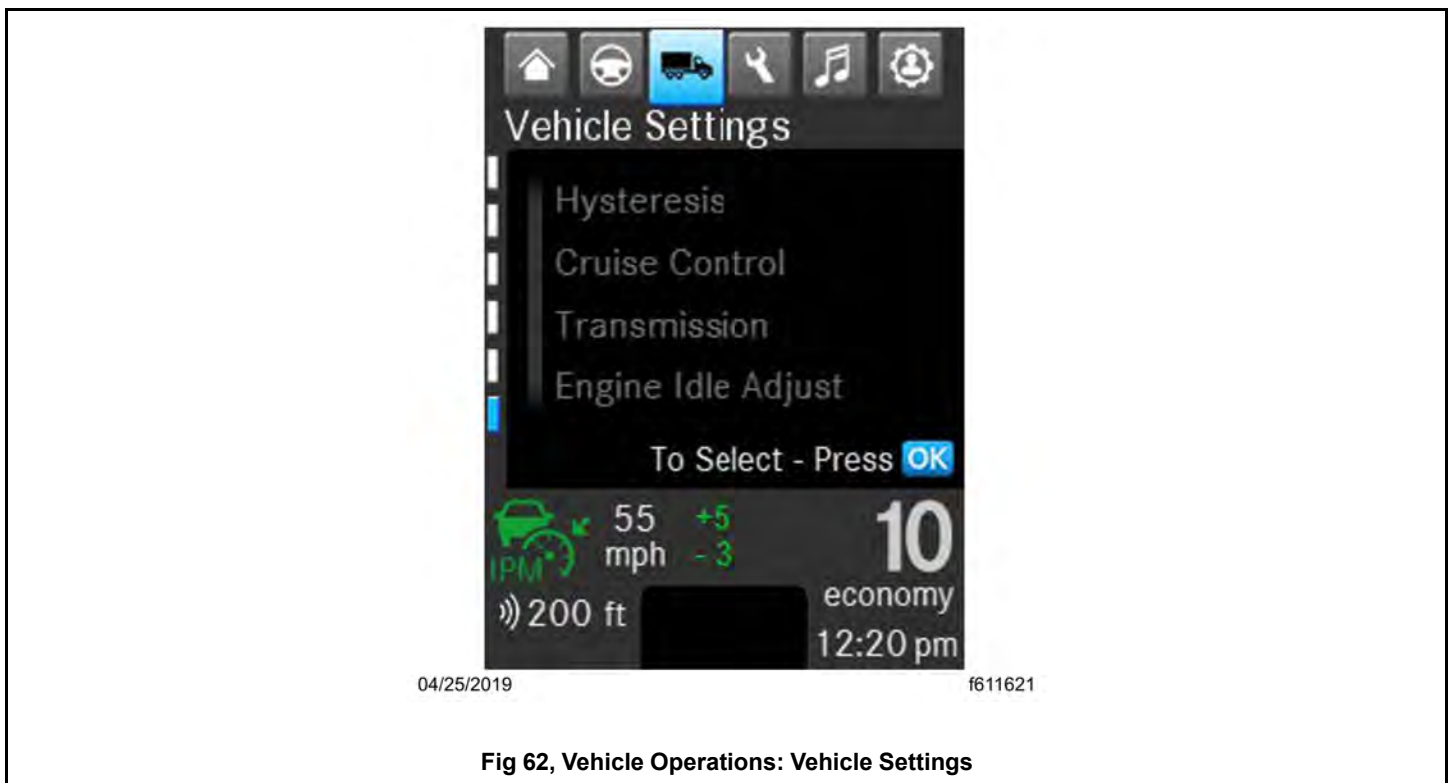 Vehicle Settings
Hysteresis
Cruise Control
Transmission
Engine Idle Adjust
To Select - Press OK
55 +5
mph - 3
IPM
10
economy
200 ft
12:20 pm
04/25/2019
f611621
Fig 62, Vehicle Operations: Vehicle Settings